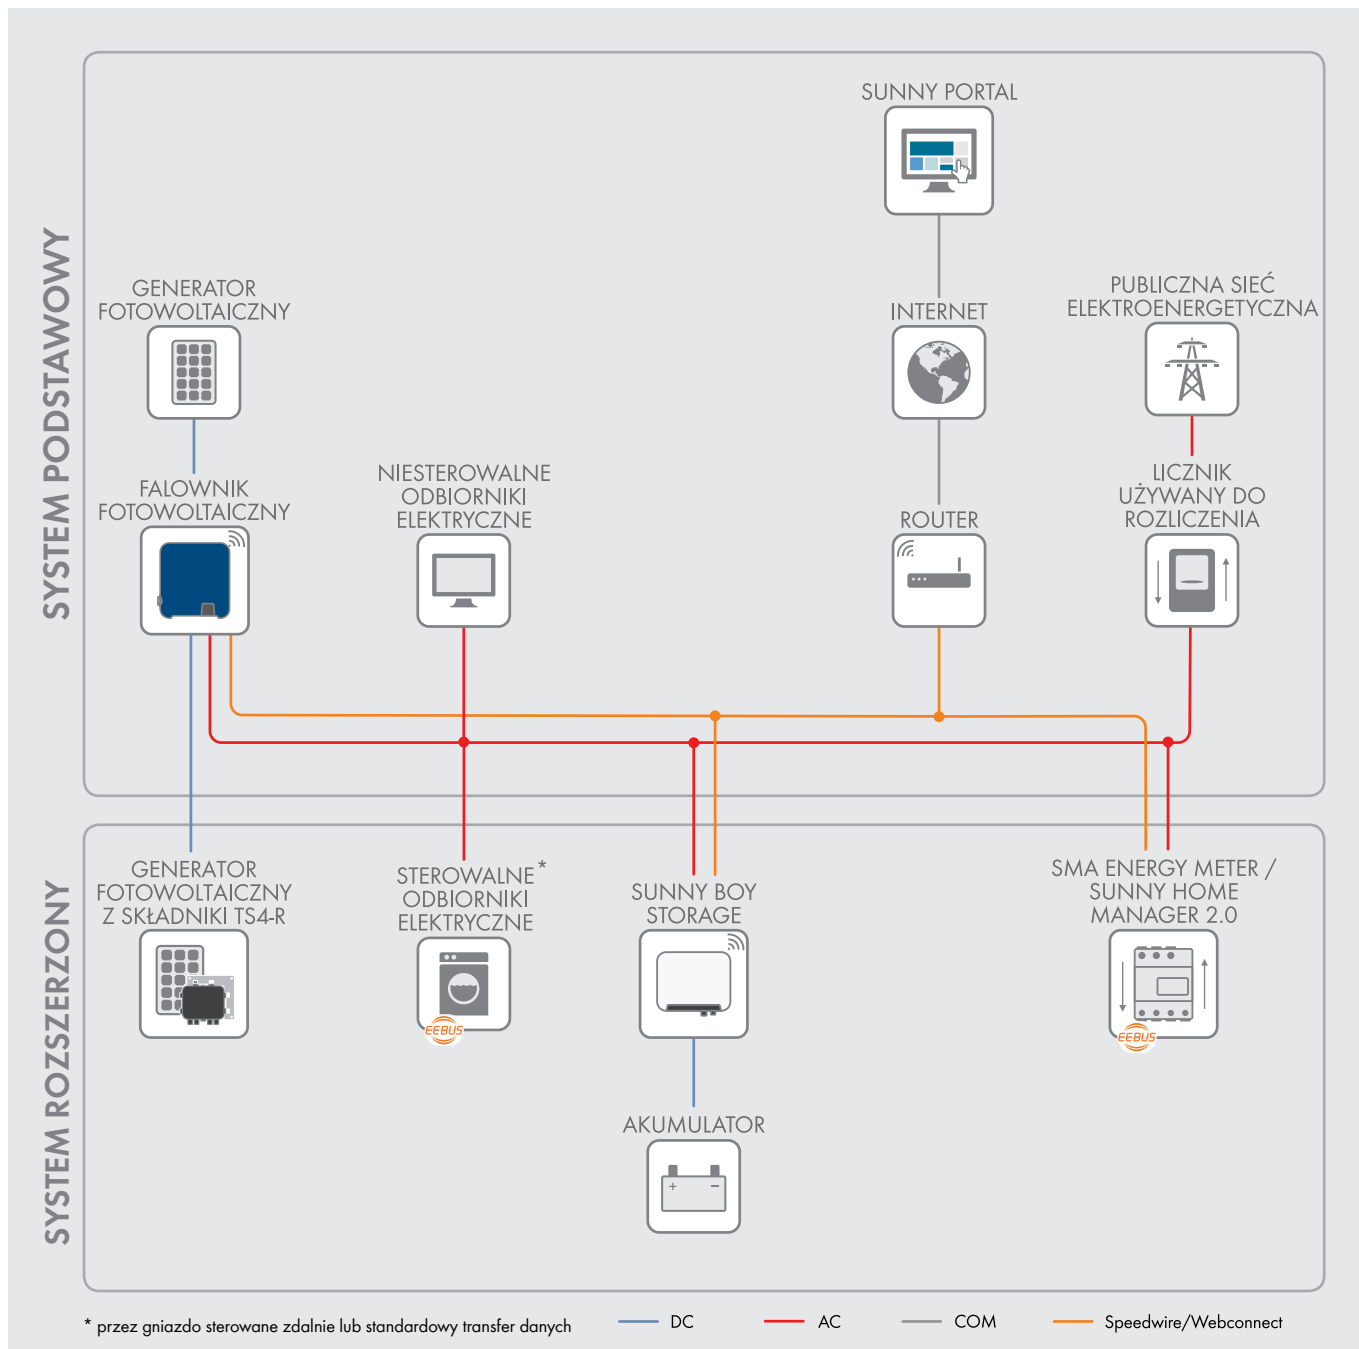 SYSTEM PODSTAWOWY
SUNNY PORTAL
GENERATOR
FOTOWOLTAICZNY
INTERNET
PUBLICZNA SIEĆ
ELEKTROENERGETYCZNA
FALOWNIK
FOTOWOLTAICZNY
NIESTEROWALNE
ODBIORNIKI
ELEKTRYCZNE
ROUTER
LICZNIK
UŻYWANY DO
ROZLICZENIA
SYSTEM ROZSZERZONY
GENERATOR
FOTOWOLTAICZNY
Z SKŁADNIKI TS4-R
STEROWALNE*
ODBIORNIKI
ELEKTRYCZNE
EEBUS
SUNNY BOY
STORAGE
SMA ENERGY METER /
SUNNY HOME
MANAGER 2.0
EEBUS
AKUMULATOR
+ −
* przez gniazdo sterowane zdalnie lub standardowy transfer danych
DC
AC
COM
Speedwire/Webconnect